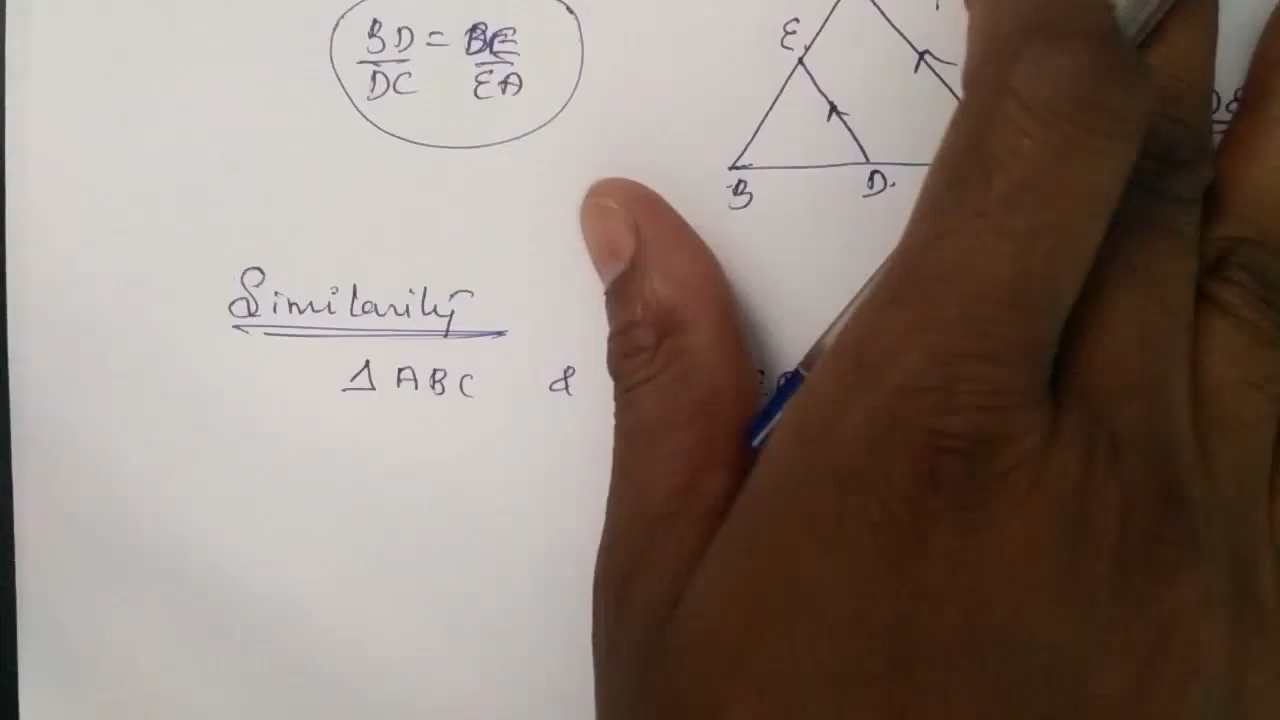 BD = BE
DC EA
E
B D.
Similarity
Δ ABC &